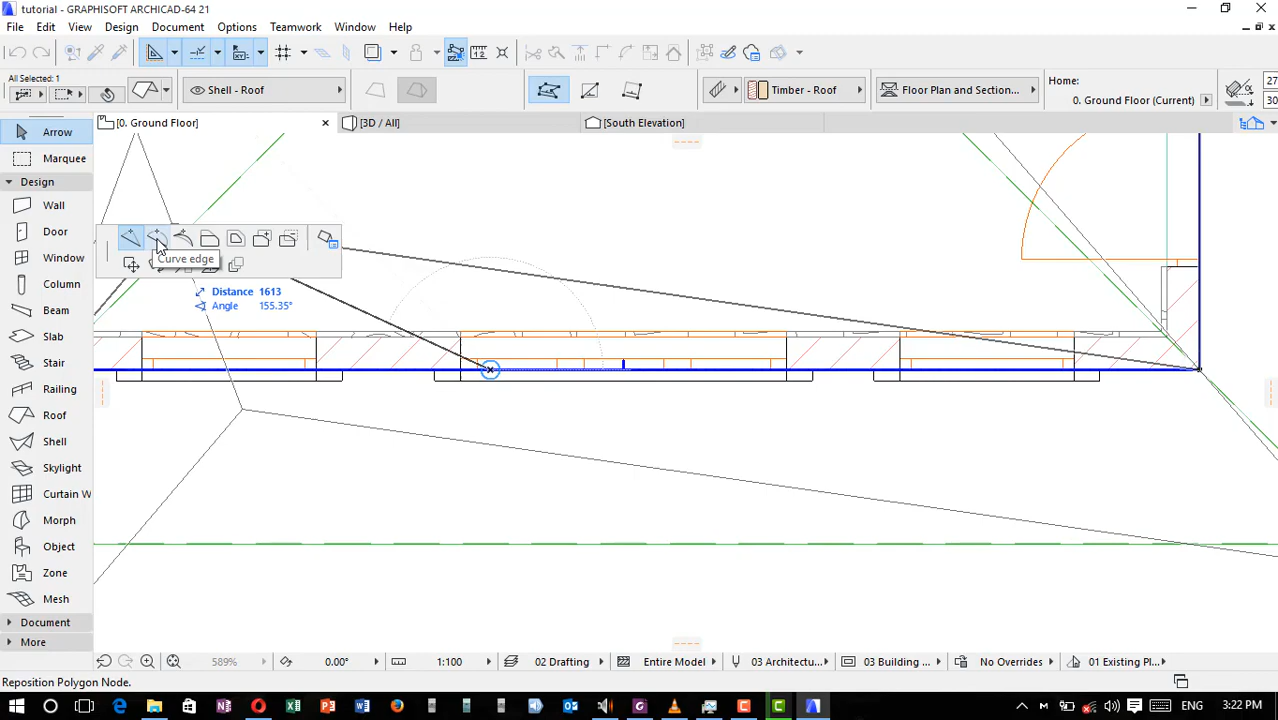 tutorial - GRAPHISOFT ARCHICAD-64 21
File Edit View Design Document Options Teamwork Window Help
All Selected: 1
Shell - Roof
Timber - Roof
Floor Plan and Section...
Home:
0. Ground Floor (Current)
27
30
[0. Ground Floor]
[3D / All]
[South Elevation]
Arrow
Marquee
Design
Wall
Door
Window
Column
Beam
Slab
Stair
Railing
Roof
Shell
Skylight
Curtain W
Morph
Object
Zone
Mesh
Document
More
Curve edge
Distance 1613
Angle 155.35°
589%
0.00°
1:100
02 Drafting
Entire Model
03 Architectu...
03 Building ...
No Overrides
01 Existing Pl...
Reposition Polygon Node.
ENG
3:22 PM